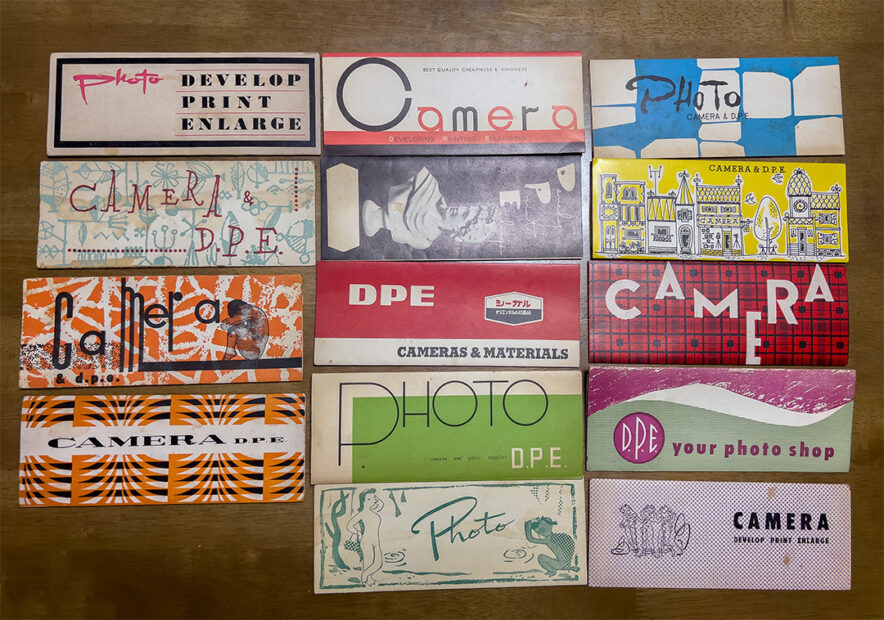 Photo
DEVELOP
PRINT
ENLARGE
CAMERA &
D.P.E.
Camera
& d.p.e.
CAMERA D.P.E
BEST QUALITY CHEAPNESS & KINDNESS
Camera
DEVELOPING PRINTING ENLARGING
DPE
シーガル
CAMERAS & MATERIALS
PHOTO
camera and photo supplies
D.P.E.
Photo
PHOTO
CAMERA & D.P.E.
CAMERA & D.P.E.
CAMERA
CAMERA
D.P.E.
your photo shop
CAMERA
DEVELOP PRINT ENLARGE